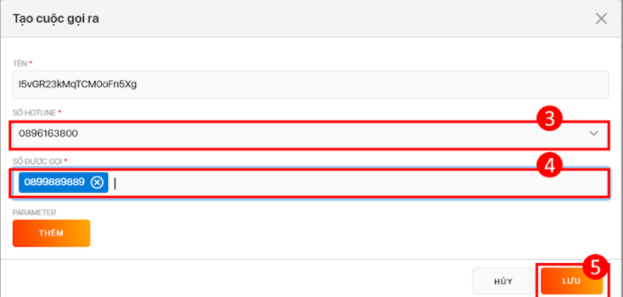 Tạo cuộc gọi ra
TÊN *
I5vGR23kMqTCM0oFn5Xg
SỐ HOTLINE *
3
0896163800
SỐ ĐƯỢC GỌI *
4
0899889889
PARAMETER
THÊM
5
HỦY
LƯU